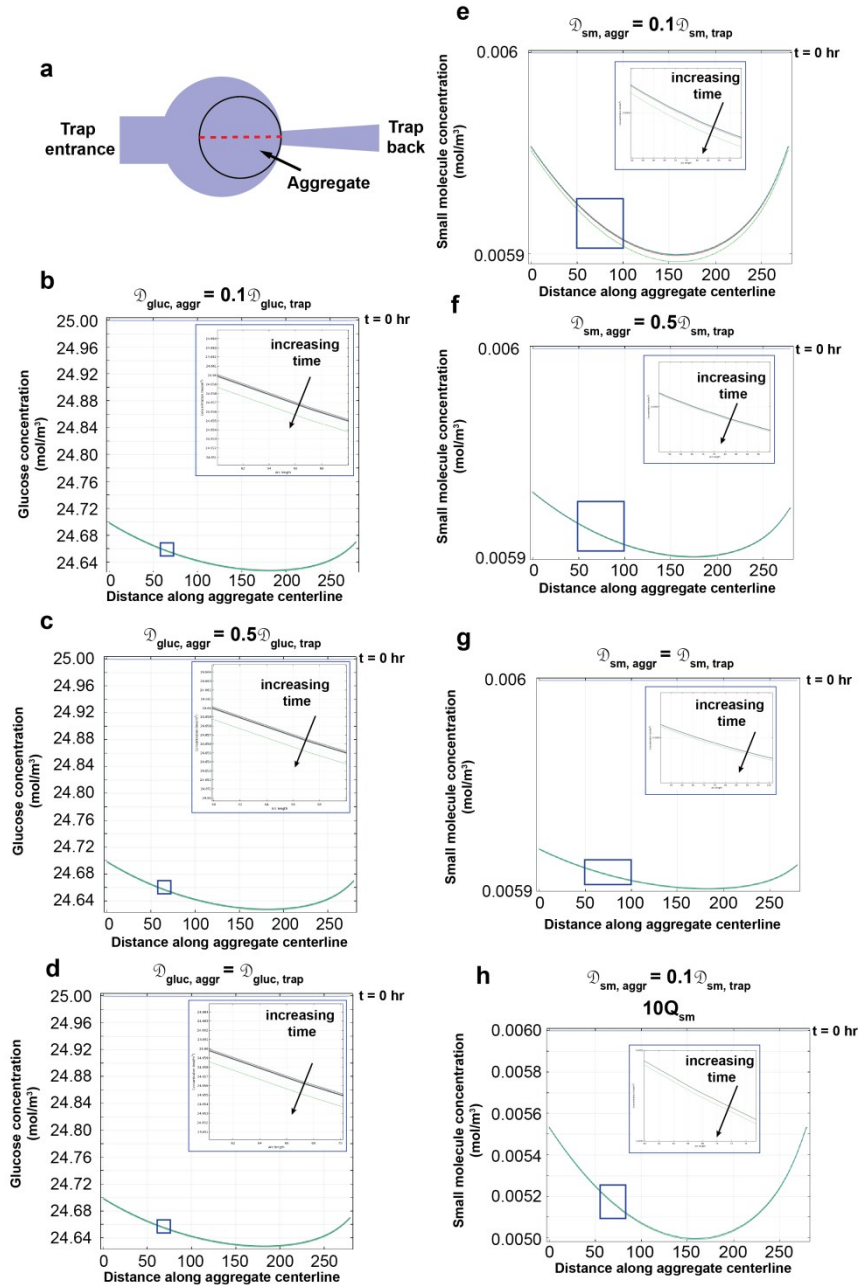 a
Trap
entrance
Trap
back
Aggregate
b
𝒟gluc, aggr = 0.1𝒟gluc, trap
t = 0 hr
25.00
24.96
24.92
24.88
24.84
24.80
24.76
24.72
24.68
24.64
Glucose concentration
(mol/m³)
increasing
time
0 50 100 150 200 250
Distance along aggregate centerline
c
𝒟gluc, aggr = 0.5𝒟gluc, trap
t = 0 hr
25.00
24.96
24.93
24.88
24.84
24.80
24.76
24.72
24.68
24.64
Glucose concentration
(mol/m³)
increasing
time
0 50 100 150 200 250
Distance along aggregate centerline
d
𝒟gluc, aggr = 𝒟gluc, trap
t = 0 hr
25.00
24.96
24.92
24.88
24.84
24.80
24.76
24.72
24.68
24.64
Glucose concentration
(mol/m³)
increasing
time
0 50 100 150 200 250
Distance along aggregate centerline
e
𝒟sm, aggr = 0.1𝒟sm, trap
t = 0 hr
0.006
0.0059
Small molecule concentration
(mol/m³)
increasing
time
0 50 100 150 200 250
Distance along aggregate centerline
f
𝒟sm, aggr = 0.5𝒟sm, trap
t = 0 hr
0.006
0.0059
Small molecule concentration
(mol/m³)
increasing
time
0 50 100 150 200 250
Distance along aggregate centerline
g
𝒟sm, aggr = 𝒟sm, trap
t = 0 hr
0.006
0.0059
Small molecule concentration
(mol/m³)
increasing
time
0 50 100 150 200 250
Distance along aggregate centerline
h
𝒟sm, aggr = 0.1𝒟sm, trap
10Qsm
t = 0 hr
0.0060
0.0056
0.0054
0.0052
0.0050
Small molecule concentration
(mol/m³)
increasing
time
0 50 100 150 200 250
Distance along aggregate centerline